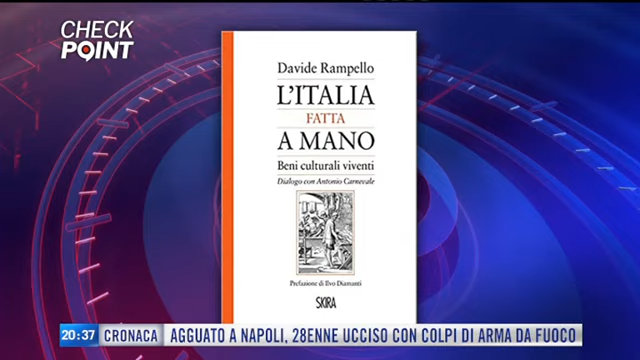 CHECK
POINT
Davide Rampello
L'ITALIA
FATTA
A MANO
Beni culturali viventi
Dialogo con Antonio Carnevale
Prefazione di Ilvo Diamanti
SKIRA
20:37 CRONACA AGGUATO A NAPOLI, 28ENNE UCCISO CON COLPI DI ARMA DA FUOCO